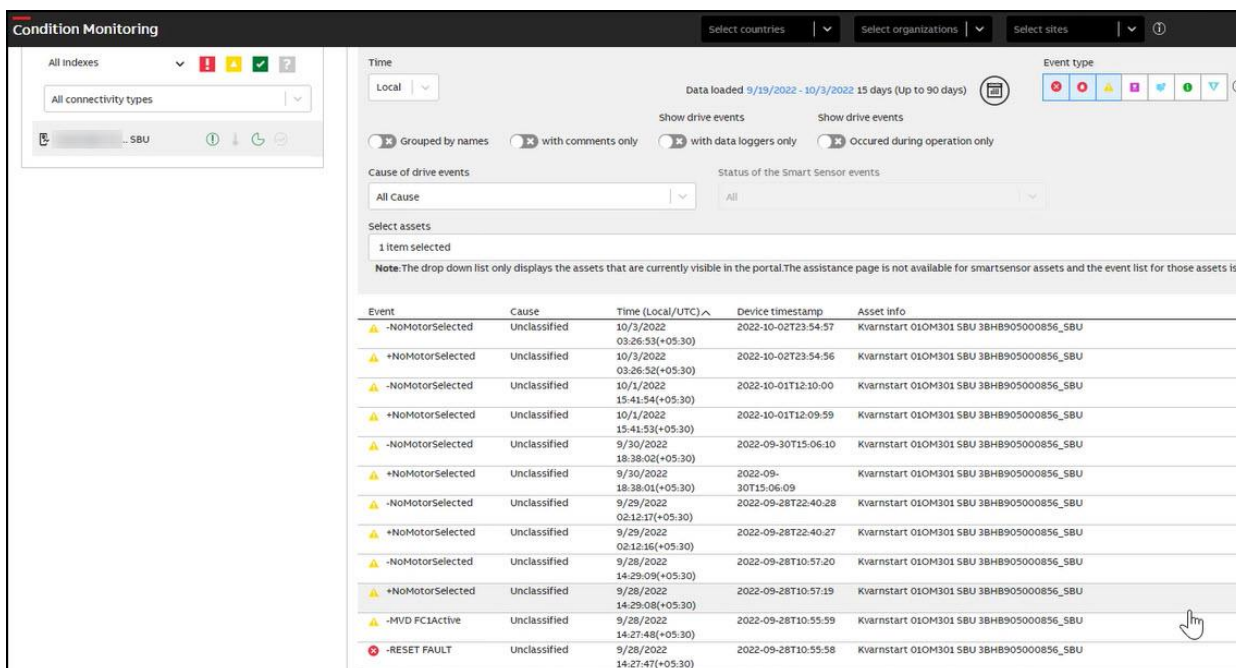 Condition Monitoring
Select countries
Select organizations
Select sites
All Indexes
All connectivity types
... SBU
Time
Local
Data loaded 9/19/2022 - 10/3/2022 15 days (Up to 90 days)
Event type
Show drive events
Show drive events
Grouped by names
with comments only
with data loggers only
Occured during operation only
Cause of drive events
Status of the Smart Sensor events
All Cause
All
Select assets
1 item selected
Note:The drop down list only displays the assets that are currently visible in the portal.The assistance page is not available for smartsensor assets and the event list for those assets is
Event Cause Time (Local/UTC) Device timestamp Asset info
-NoMotorSelected Unclassified 10/3/2022 2022-10-02T23:54:57 Kvarnstart 01OM301 SBU 3BHB905000856_SBU
03:26:53(+05:30)
+NoMotorSelected Unclassified 10/3/2022 2022-10-02T23:54:56 Kvarnstart 01OM301 SBU 3BHB905000856_SBU
03:26:52(+05:30)
-NoMotorSelected Unclassified 10/1/2022 2022-10-01T12:10:00 Kvarnstart 01OM301 SBU 3BHB905000856_SBU
15:41:54(+05:30)
+NoMotorSelected Unclassified 10/1/2022 2022-10-01T12:09:59 Kvarnstart 01OM301 SBU 3BHB905000856_SBU
15:41:53(+05:30)
-NoMotorSelected Unclassified 9/30/2022 2022-09-30T15:06:10 Kvarnstart 01OM301 SBU 3BHB905000856_SBU
18:38:02(+05:30)
+NoMotorSelected Unclassified 9/30/2022 2022-09- Kvarnstart 01OM301 SBU 3BHB905000856_SBU
18:38:01(+05:30) 30T15:06:09
-NoMotorSelected Unclassified 9/29/2022 2022-09-28T22:40:28 Kvarnstart 01OM301 SBU 3BHB905000856_SBU
02:12:17(+05:30)
+NoMotorSelected Unclassified 9/29/2022 2022-09-28T22:40:27 Kvarnstart 01OM301 SBU 3BHB905000856_SBU
02:12:16(+05:30)
-NoMotorSelected Unclassified 9/28/2022 2022-09-28T10:57:20 Kvarnstart 01OM301 SBU 3BHB905000856_SBU
14:29:09(+05:30)
+NoMotorSelected Unclassified 9/28/2022 2022-09-28T10:57:19 Kvarnstart 01OM301 SBU 3BHB905000856_SBU
14:29:08(+05:30)
-MVD FC1Active Unclassified 9/28/2022 2022-09-28T10:55:59 Kvarnstart 01OM301 SBU 3BHB905000856_SBU
14:27:48(+05:30)
-RESET FAULT Unclassified 9/28/2022 2022-09-28T10:55:58 Kvarnstart 01OM301 SBU 3BHB905000856_SBU
14:27:47(+05:30)